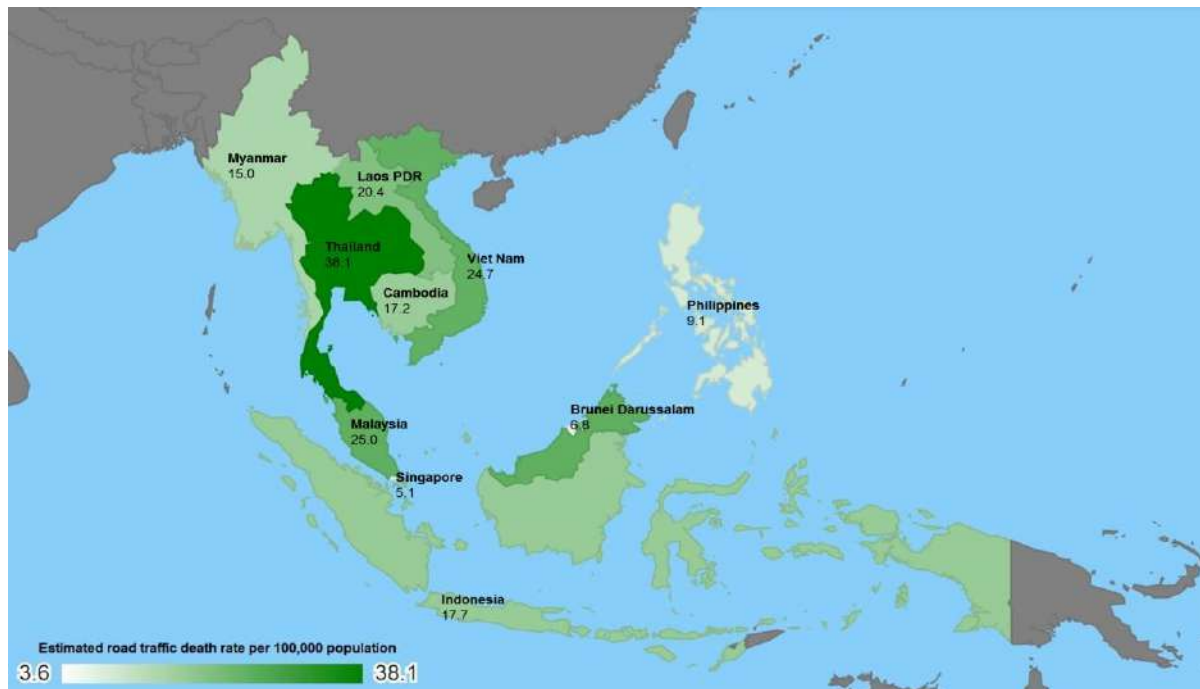 Myanmar
15.0
Laos PDR
20.4
Thailand
38.1
Viet Nam
24.7
Cambodia
17.2
Philippines
9.1
Brunei Darussalam
6.8
Malaysia
25.0
Singapore
5.1
Indonesia
17.7
Estimated road traffic death rate per 100,000 population
3.6
38.1